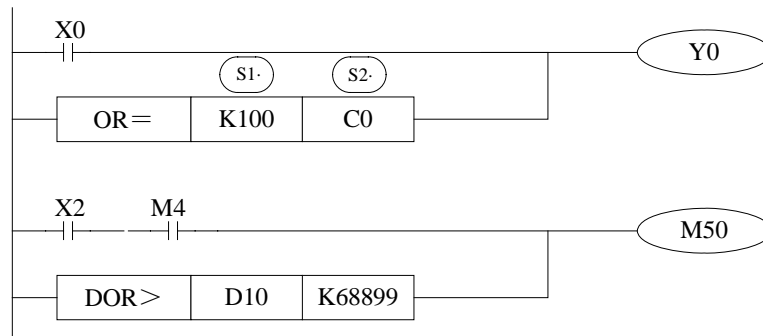 X0
Y0
S1· S2·
OR＝ K100 C0
X2 M4
M50
DOR＞ D10 K68899